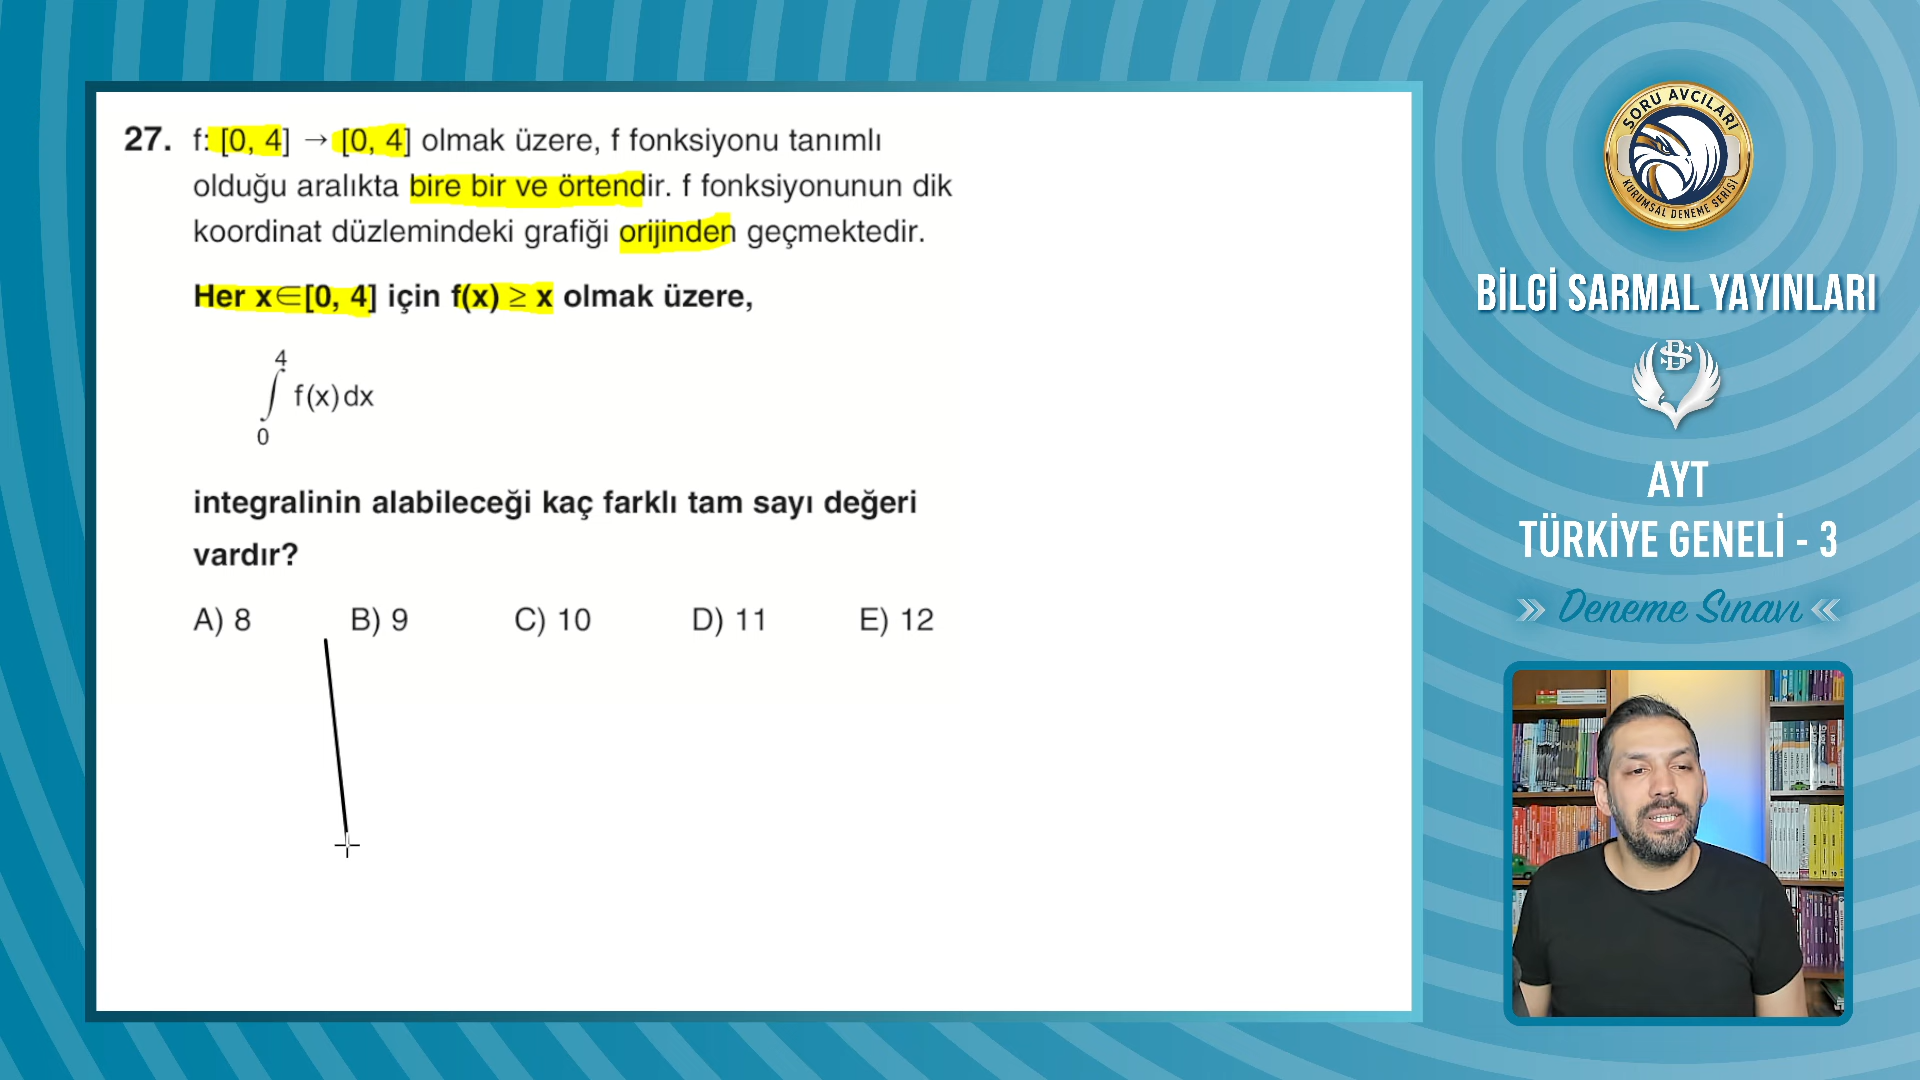 27. f: [0, 4] → [0, 4] olmak üzere, f fonksiyonu tanımlı
olduğu aralıkta bire bir ve örtendir. f fonksiyonunun dik
koordinat düzlemindeki grafiği orijinden geçmektedir.
Her x∈[0, 4] için f(x) ≥ x olmak üzere,
4
∫ f(x) dx
0
integralinin alabileceği kaç farklı tam sayı değeri
vardır?
A) 8 B) 9 C) 10 D) 11 E) 12
SORU AVCILARI
KURUMSAL DENEME SERİSİ
BİLGİ SARMAL YAYINLARI
BS
AYT
TÜRKİYE GENELİ - 3
Deneme Sınavı